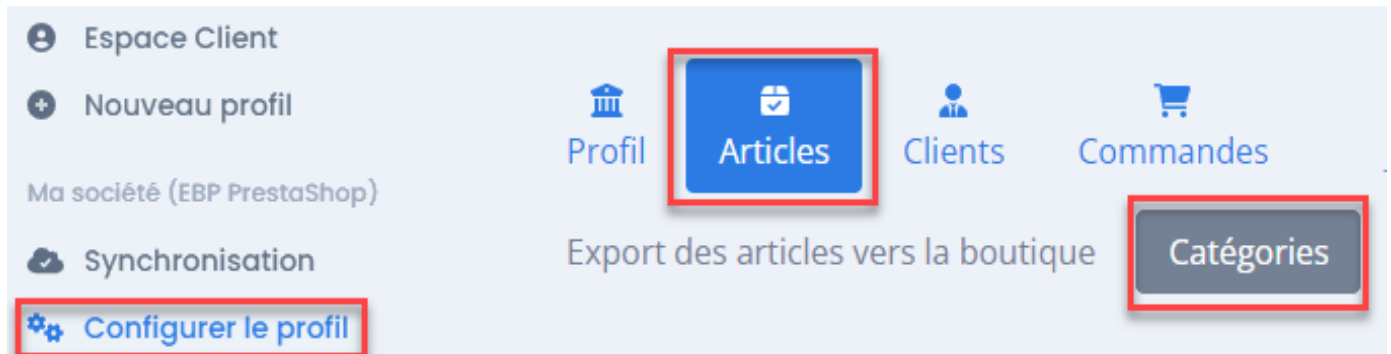 Espace Client
Nouveau profil
Ma société (EBP PrestaShop)
Synchronisation
Configurer le profil
Profil
Articles
Clients
Commandes
Export des articles vers la boutique
Catégories